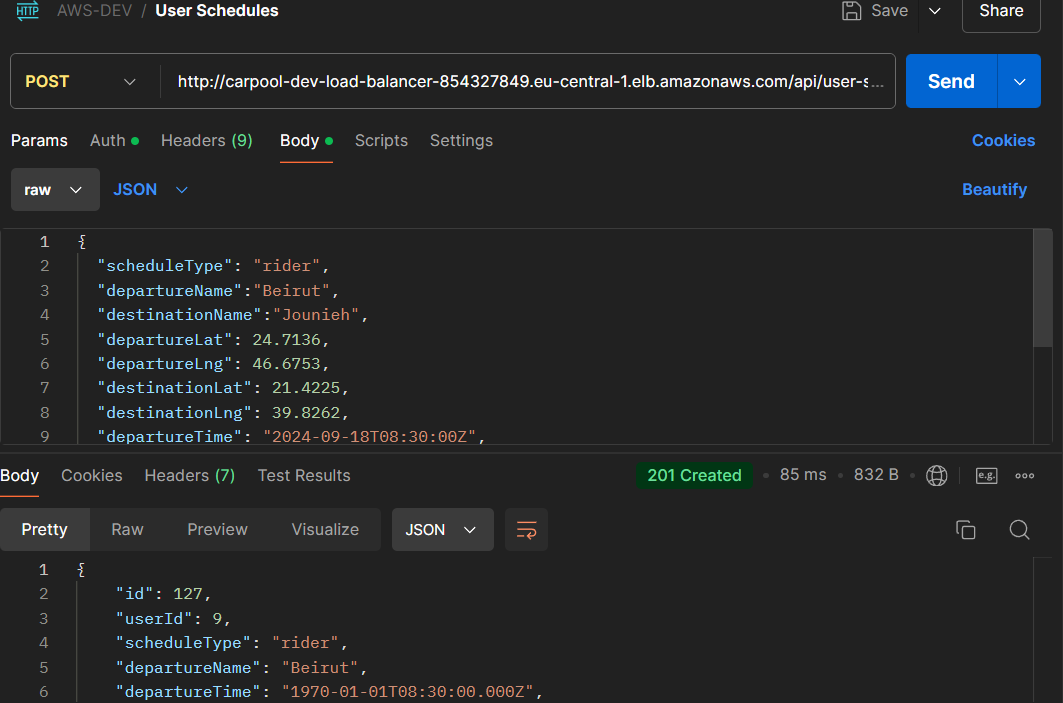 HTTP AWS-DEV / User Schedules Save Share
POST http://carpool-dev-load-balancer-854327849.eu-central-1.elb.amazonaws.com/api/user-s... Send
Params Auth Headers (9) Body Scripts Settings Cookies
raw JSON Beautify
1 {
2 "scheduleType": "rider",
3 "departureName":"Beirut",
4 "destinationName":"Jounieh",
5 "departureLat": 24.7136,
6 "departureLng": 46.6753,
7 "destinationLat": 21.4225,
8 "destinationLng": 39.8262,
9 "departureTime": "2024-09-18T08:30:00Z",
Body Cookies Headers (7) Test Results 201 Created 85 ms 832 B e.g.
Pretty Raw Preview Visualize JSON
1 {
2 "id": 127,
3 "userId": 9,
4 "scheduleType": "rider",
5 "departureName": "Beirut",
6 "departureTime": "1970-01-01T08:30:00.000Z",